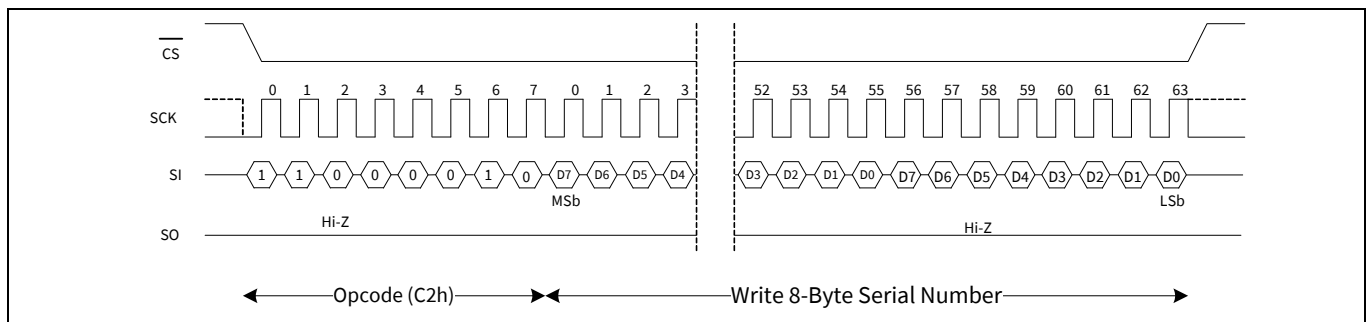 CS
0 1 2 3 4 5 6 7 0 1 2 3 52 53 54 55 56 57 58 59 60 61 62 63
SCK
SI 1 1 0 0 0 0 1 0 D7 D6 D5 D4 D3 D2 D1 D0 D7 D6 D5 D4 D3 D2 D1 D0
MSb LSb
Hi-Z Hi-Z
SO
Opcode (C2h) Write 8-Byte Serial Number